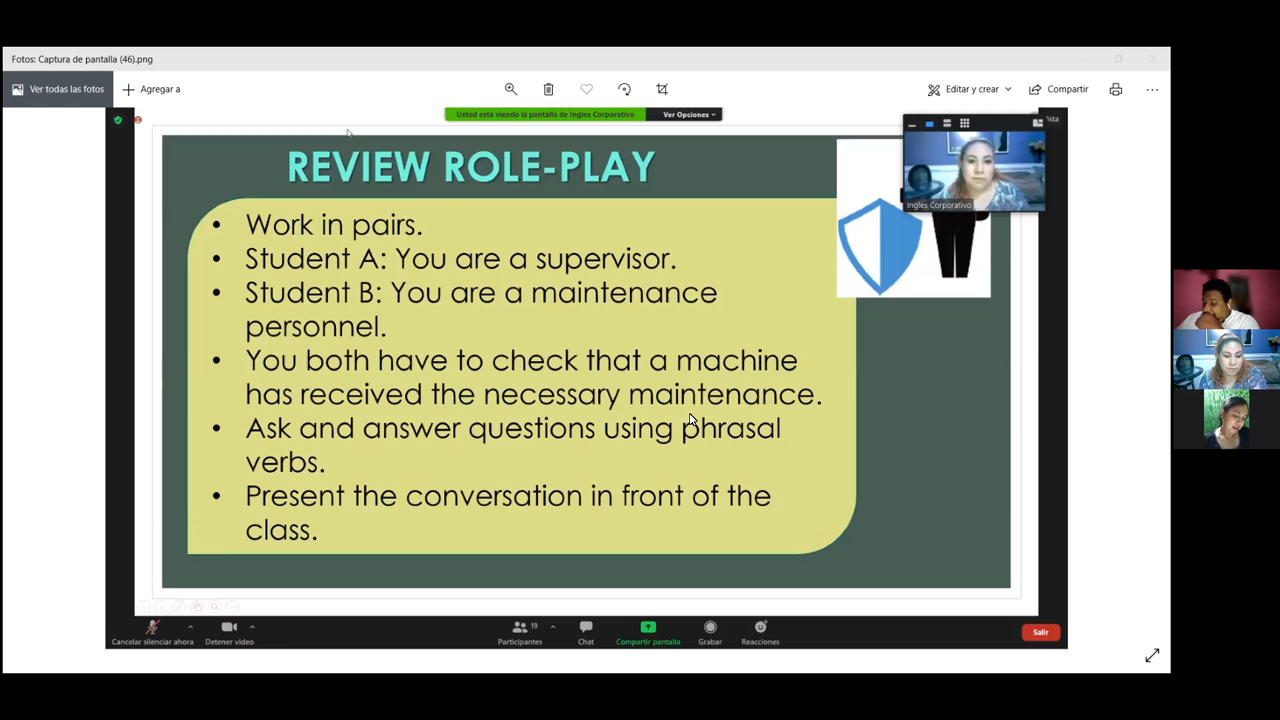 Fotos: Captura de pantalla (46).png
Ver todas las fotos
Agregar a
Editar y crear
Compartir
Usted está viendo la pantalla de Ingles Corporativo
Ver Opciones
REVIEW ROLE-PLAY
Ingles Corporativo
• Work in pairs.
• Student A: You are a supervisor.
• Student B: You are a maintenance
personnel.
• You both have to check that a machine
has received the necessary maintenance.
• Ask and answer questions using phrasal
verbs.
• Present the conversation in front of the
class.
Cancelar silenciar ahora
Detener video
19
Participantes
Chat
Compartir pantalla
Grabar
Reacciones
Salir